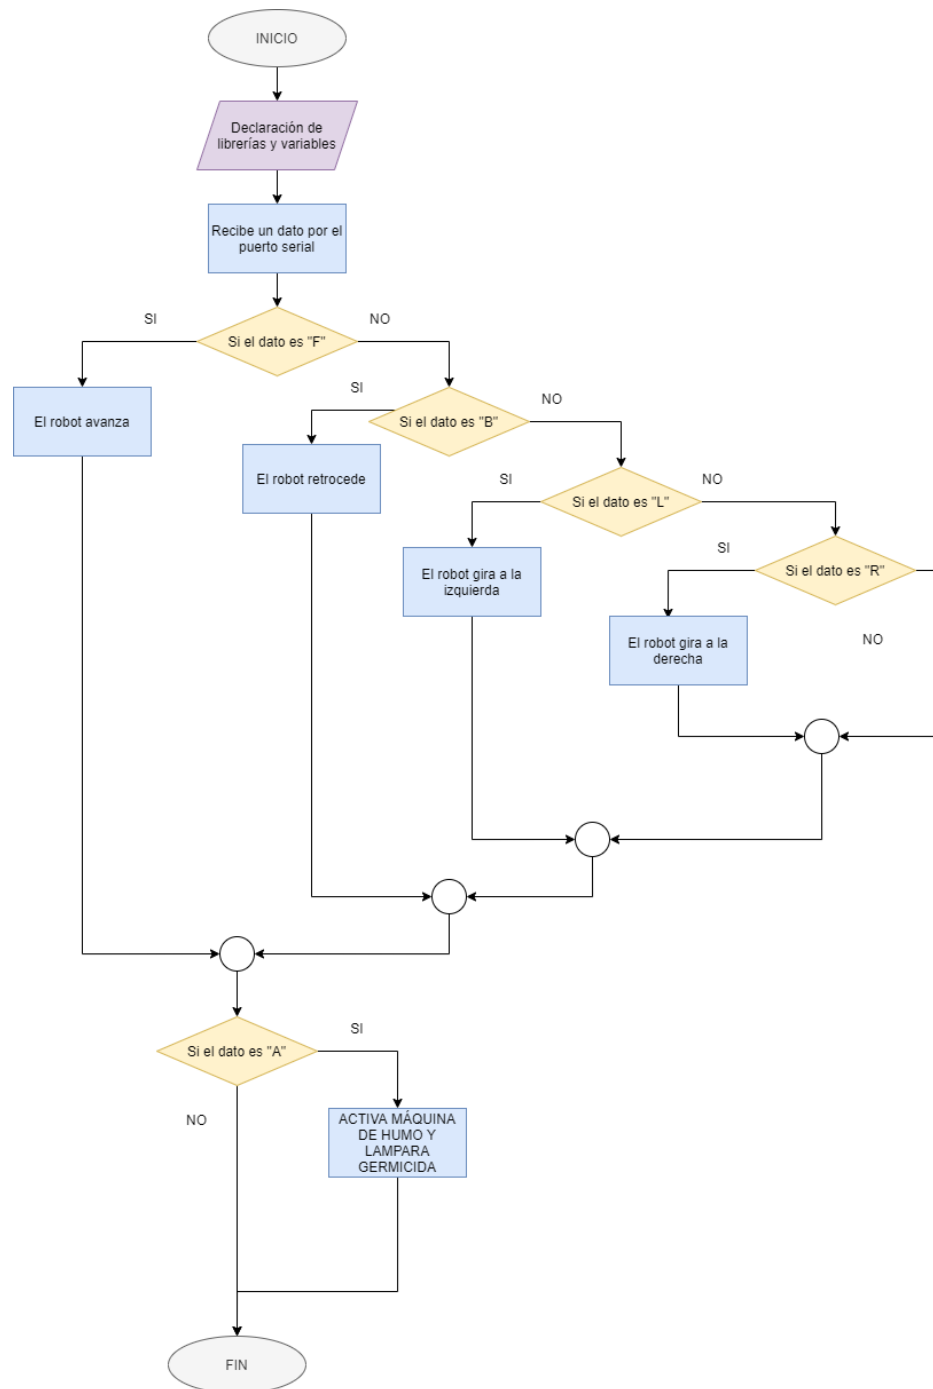 INICIO
Declaración de
librerías y variables
Recibe un dato por el
puerto serial
SI
NO
Si el dato es "F"
El robot avanza
SI
NO
Si el dato es "B"
El robot retrocede
SI
NO
Si el dato es "L"
El robot gira a la
izquierda
SI
Si el dato es "R"
NO
El robot gira a la
derecha
Si el dato es "A"
SI
NO
ACTIVA MÁQUINA
DE HUMO Y
LAMPARA
GERMICIDA
FIN